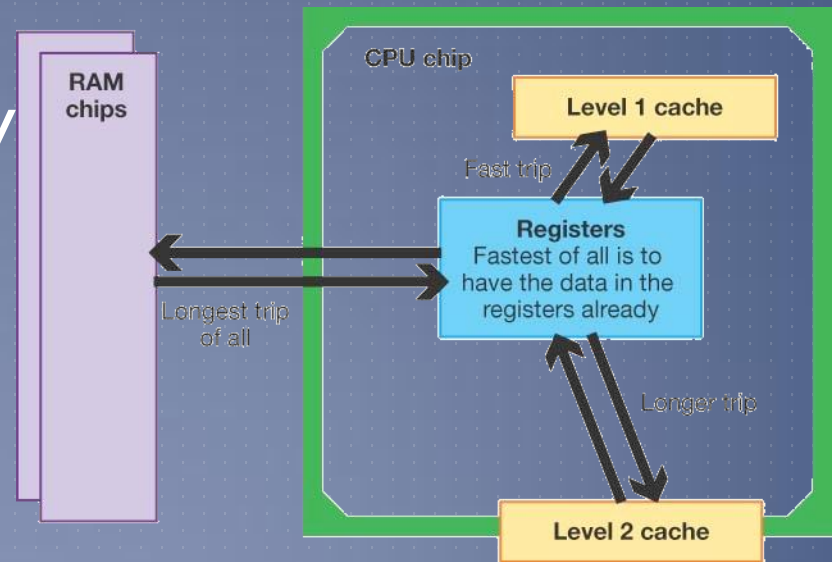 RAM
chips
CPU chip
Level 1 cache
Fast trip
Registers
Fastest of all is to
have the data in the
registers already
Longest trip
of all
Longer trip
Level 2 cache